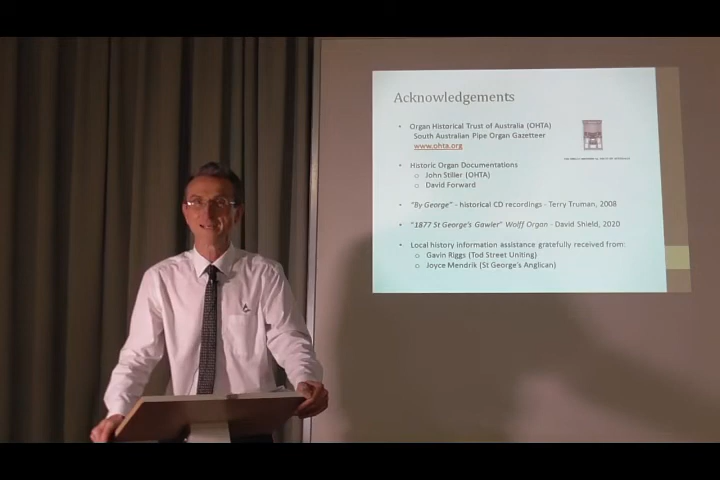 Acknowledgements
• Organ Historical Trust of Australia (OHTA)
South Australian Pipe Organ Gazetteer
www.ohta.org
• Historic Organ Documentations
○ John Stiller (OHTA)
○ David Forward
• "By George" - historical CD recordings - Terry Truman, 2008
• "1877 St George's Gawler" Wolff Organ - David Shield, 2020
• Local history information assistance gratefully received from:
○ Gavin Riggs (Tod Street Uniting)
○ Joyce Mendrik (St George's Anglican)